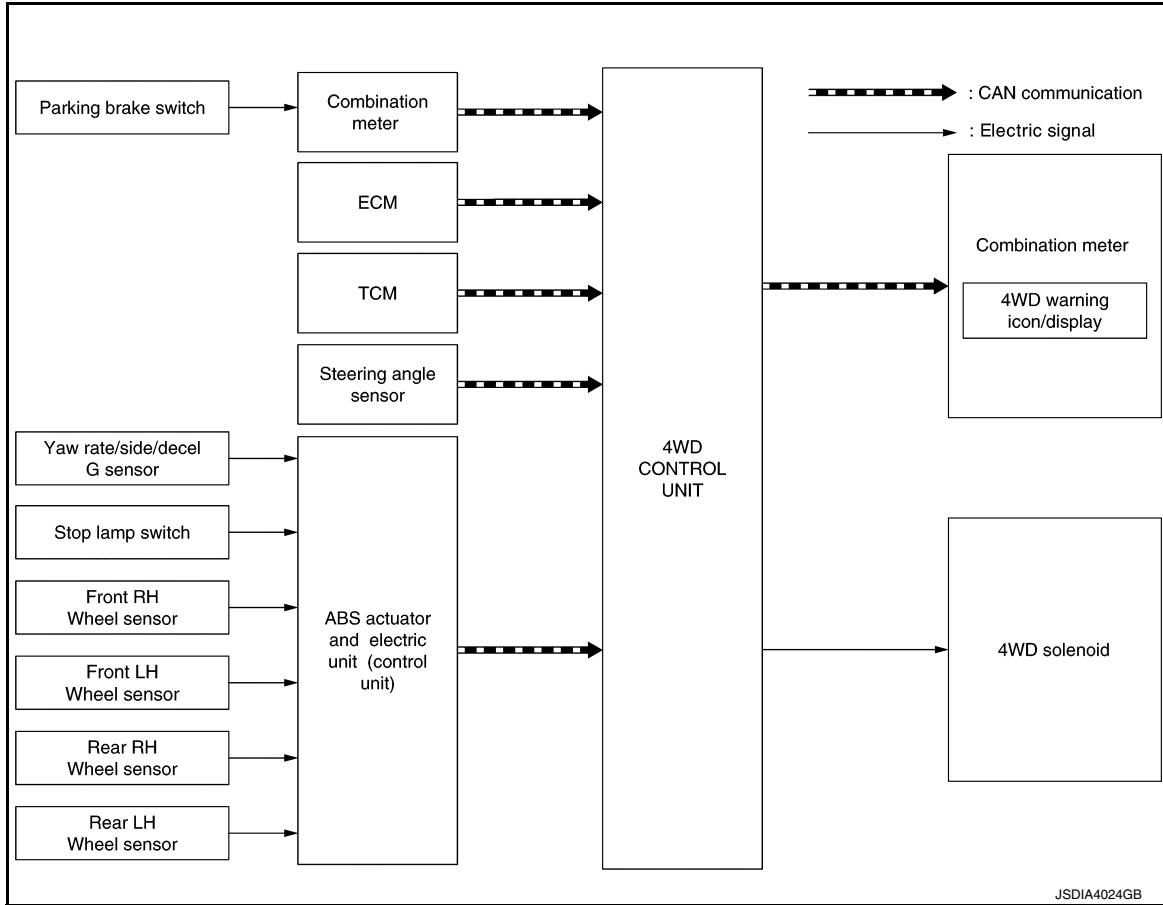 Parking brake switch
Combination
meter
: CAN communication
: Electric signal
ECM
TCM
Steering angle
sensor
Yaw rate/side/decel
G sensor
Stop lamp switch
Front RH
Wheel sensor
Front LH
Wheel sensor
Rear RH
Wheel sensor
Rear LH
Wheel sensor
ABS actuator
and electric
unit (control
unit)
4WD
CONTROL
UNIT
Combination meter
4WD warning
icon/display
4WD solenoid
JSDIA4024GB